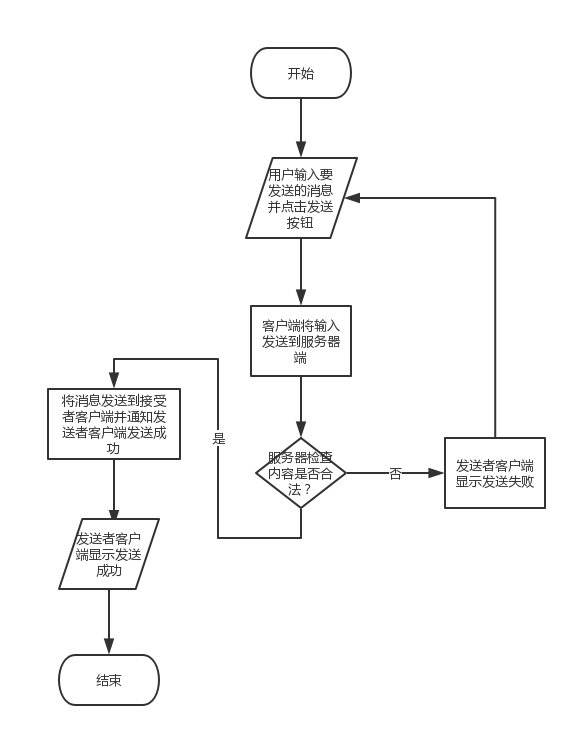 开始
用户输入要
发送的消息
并点击发送
按钮
客户端将输入
发送到服务器
端
服务器检查
内容是否合
法？
否
发送者客户端
显示发送失败
是
将消息发送到接受
者客户端并通知发
送者客户端发送成
功
发送者客户
端显示发送
成功
结束